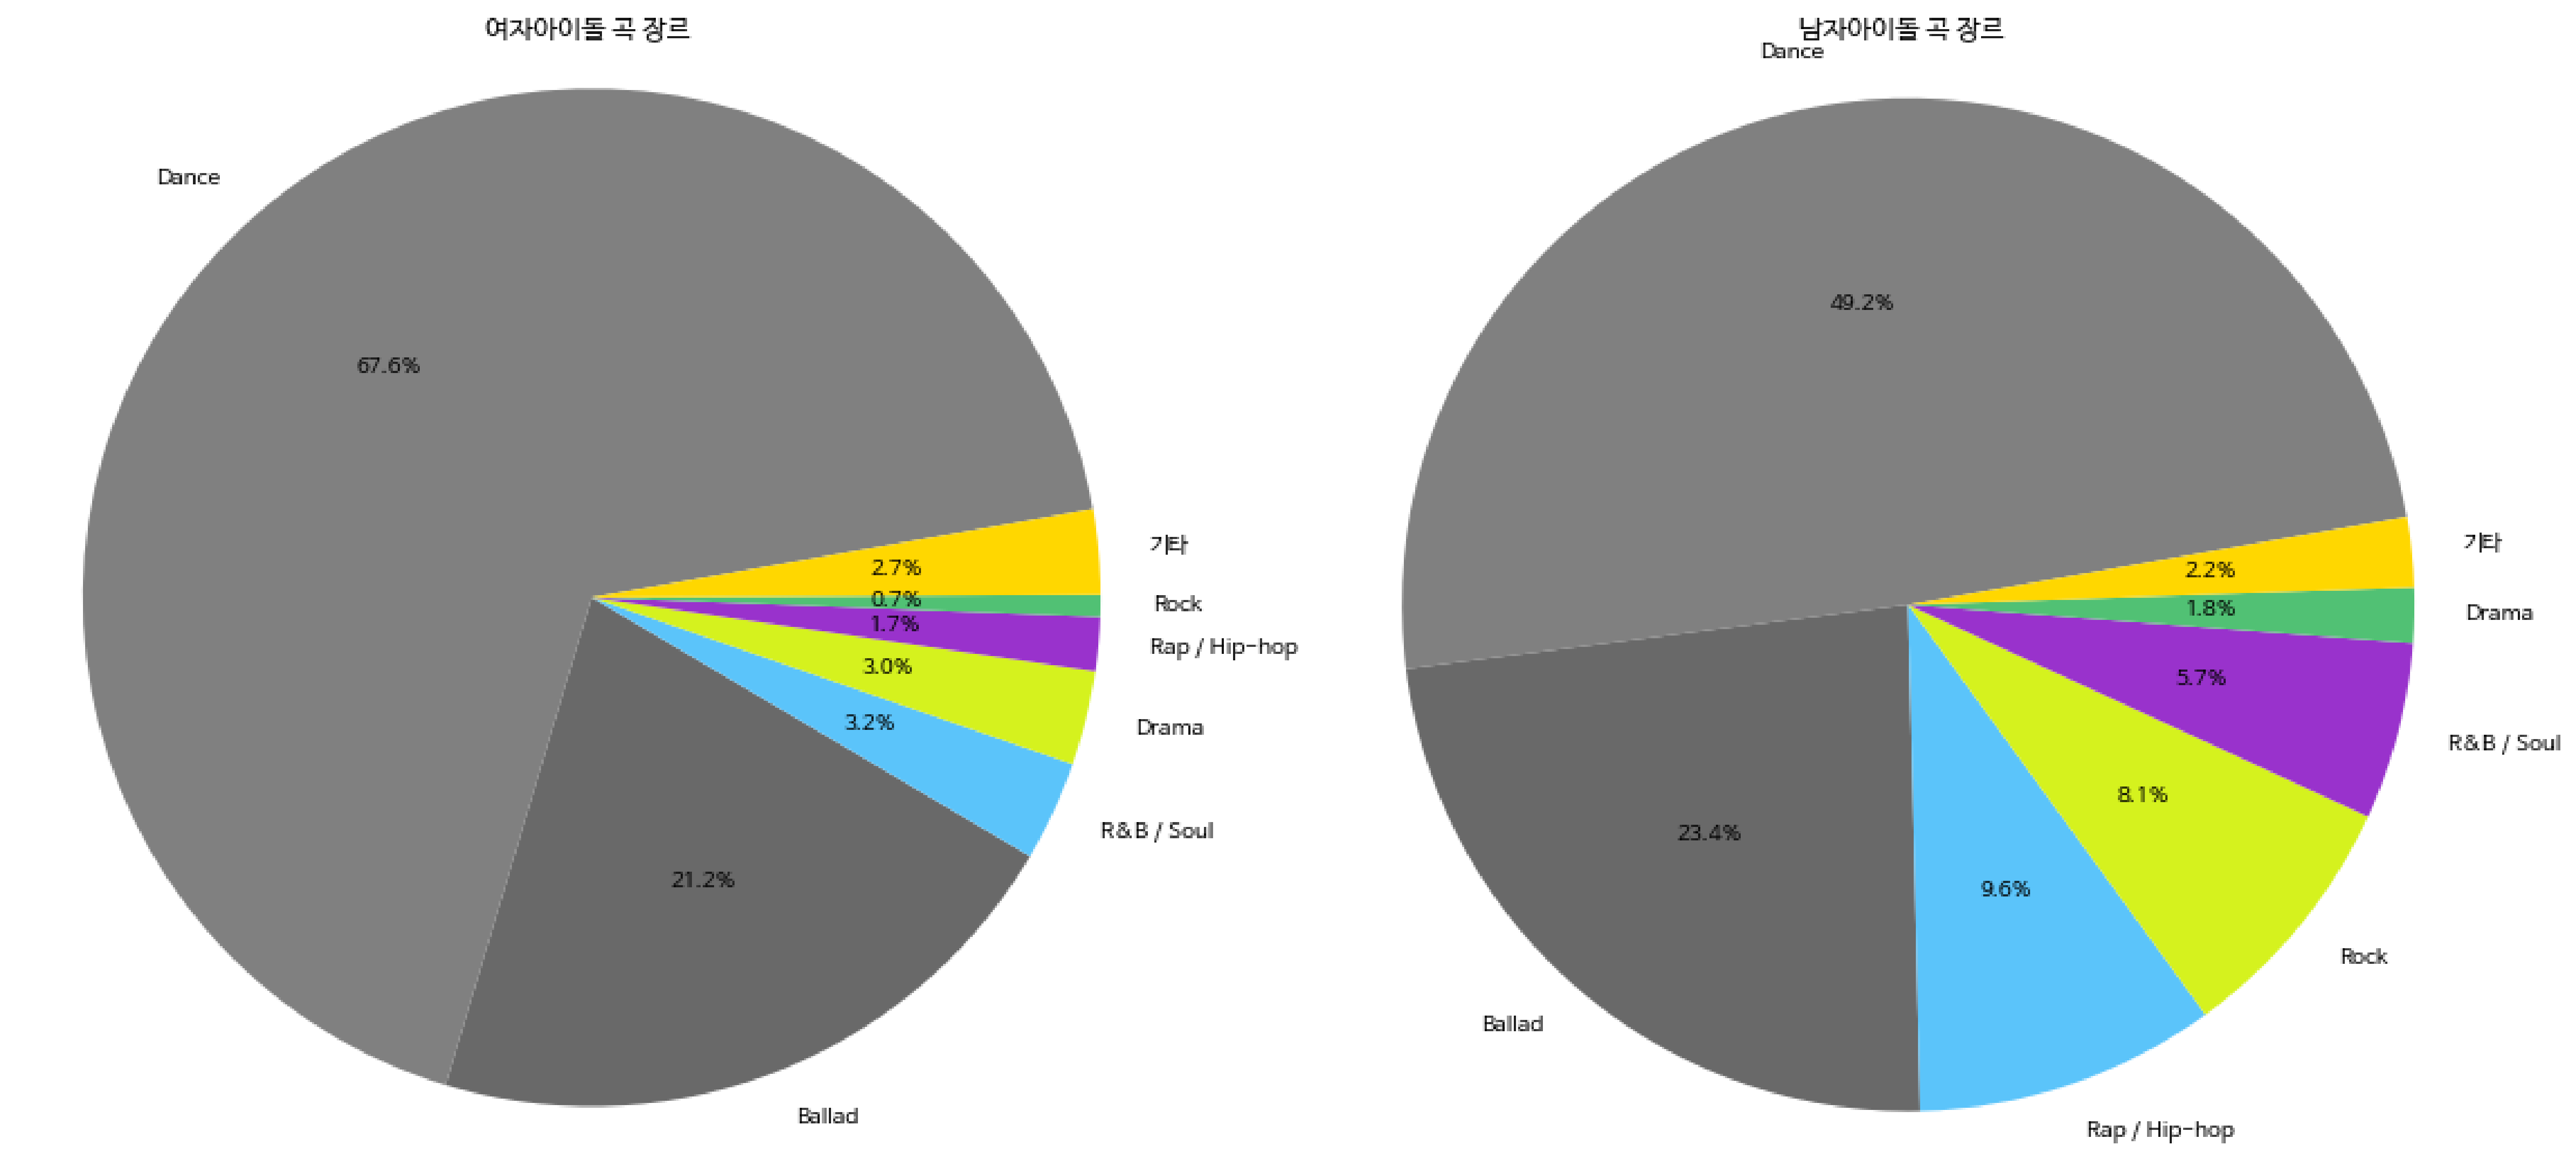 여자아이돌 곡 장르
Dance
67.6%
기타
2.7%
0.7%
Rock
1.7%
Rap / Hip-hop
3.0%
Drama
3.2%
R&B / Soul
21.2%
Ballad
남자아이돌 곡 장르
Dance
49.2%
기타
2.2%
1.8%
Drama
5.7%
R&B / Soul
8.1%
23.4%
9.6%
Rock
Ballad
Rap / Hip-hop